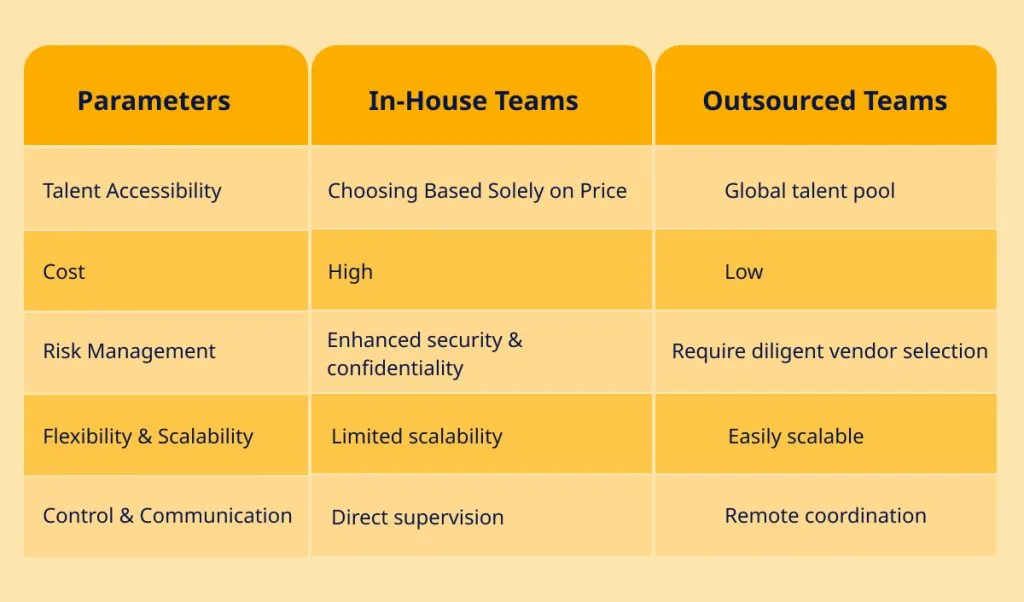 Parameters In-House Teams Outsourced Teams
Talent Accessibility Choosing Based Solely on Price Global talent pool
Cost High Low
Risk Management Enhanced security &
confidentiality Require diligent vendor selection
Flexibility & Scalability Limited scalability Easily scalable
Control & Communication Direct supervision Remote coordination